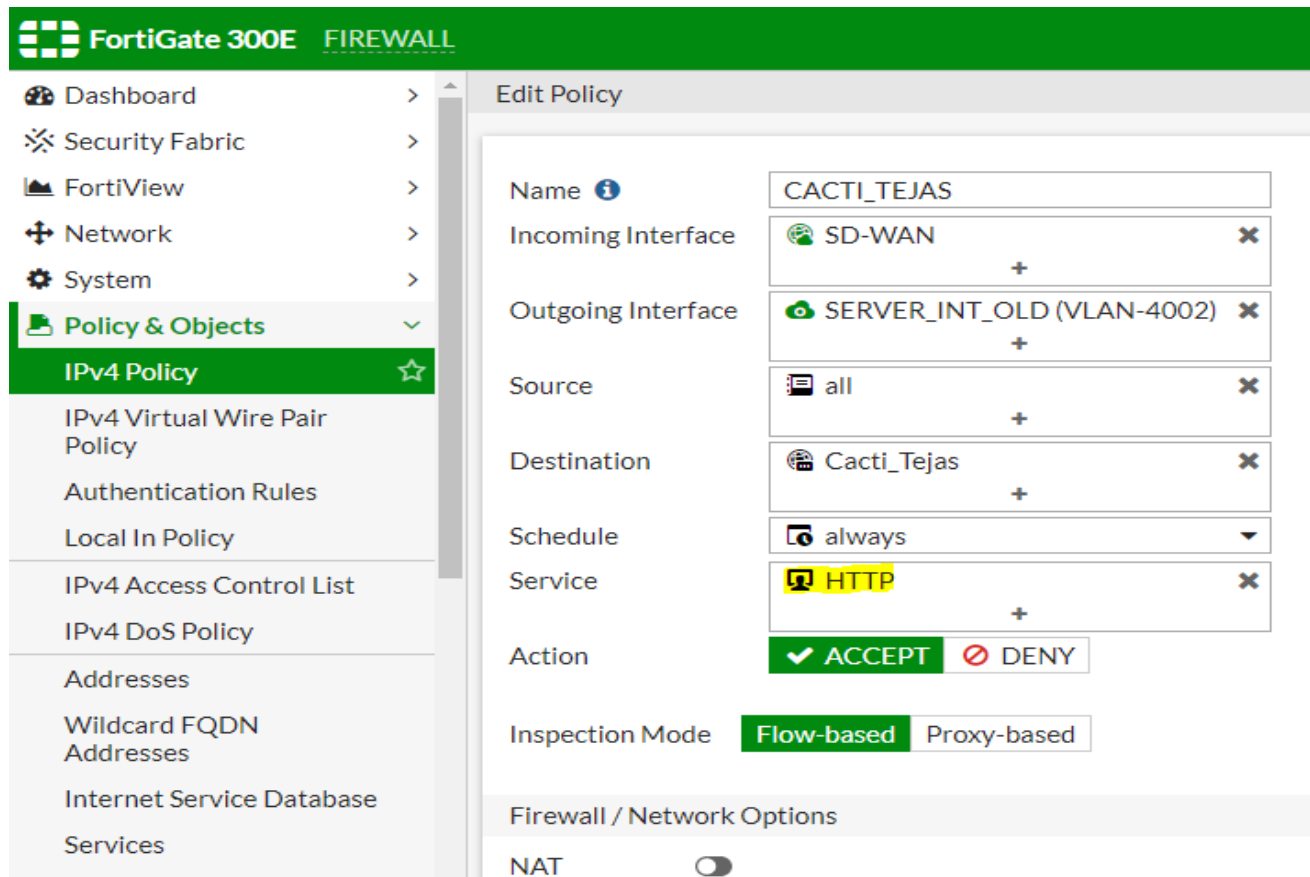 FortiGate 300E FIREWALL
Dashboard
Security Fabric
FortiView
Network
System
Policy & Objects
IPv4 Policy
IPv4 Virtual Wire Pair
Policy
Authentication Rules
Local In Policy
IPv4 Access Control List
IPv4 DoS Policy
Addresses
Wildcard FQDN
Addresses
Internet Service Database
Services
Edit Policy
Name CACTI_TEJAS
Incoming Interface SD-WAN
+
Outgoing Interface SERVER_INT_OLD (VLAN-4002)
+
Source all
+
Destination Cacti_Tejas
+
Schedule always
Service HTTP
+
Action ACCEPT DENY
Inspection Mode Flow-based Proxy-based
Firewall / Network Options
NAT